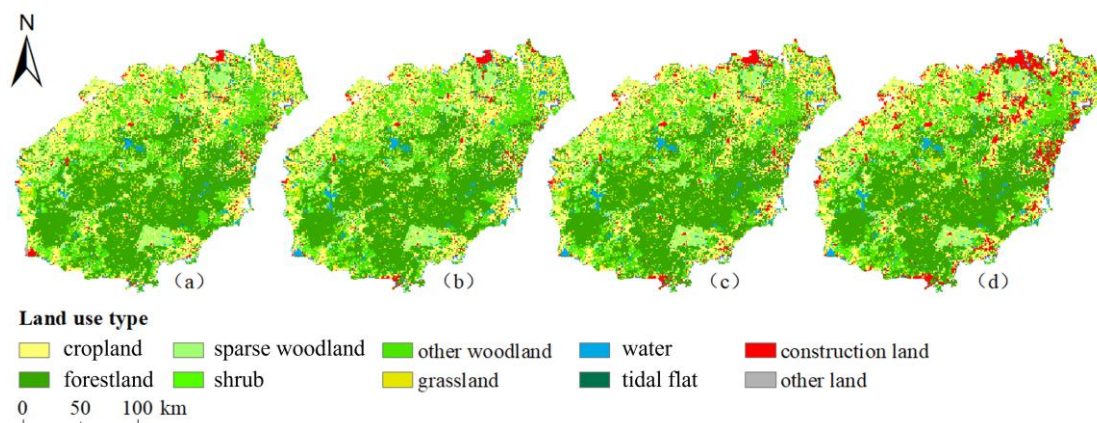 N
（a）
（b）
（c）
（d）
Land use type
cropland
sparse woodland
other woodland
water
construction land
forestland
shrub
grassland
tidal flat
other land
0 50 100 km